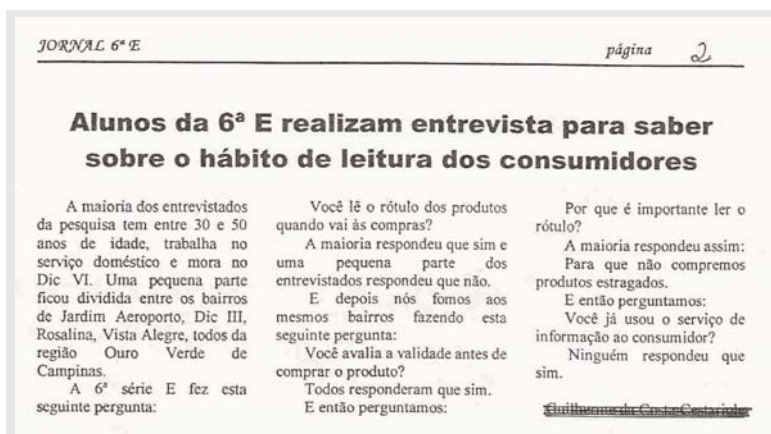 JORNAL 6ª E
página 2
Alunos da 6ª E realizam entrevista para saber
sobre o hábito de leitura dos consumidores
A maioria dos entrevistados
da pesquisa tem entre 30 e 50
anos de idade, trabalha no
serviço doméstico e mora no
Dic VI. Uma pequena parte
ficou dividida entre os bairros
de Jardim Aeroporto, Dic III,
Rosalina, Vista Alegre, todos da
região Ouro Verde de
Campinas.
A 6ª série E fez esta
seguinte pergunta:
Você lê o rótulo dos produtos
quando vai às compras?
A maioria respondeu que sim e
uma pequena parte dos
entrevistados respondeu que não.
E depois nós fomos aos
mesmos bairros fazendo esta
seguinte pergunta:
Você avalia a validade antes de
comprar o produto?
Todos responderam que sim.
E então perguntamos:
Por que é importante ler o
rótulo?
A maioria respondeu assim:
Para que não compremos
produtos estragados.
E então perguntamos:
Você já usou o serviço de
informação ao consumidor?
Ninguém respondeu que
sim.